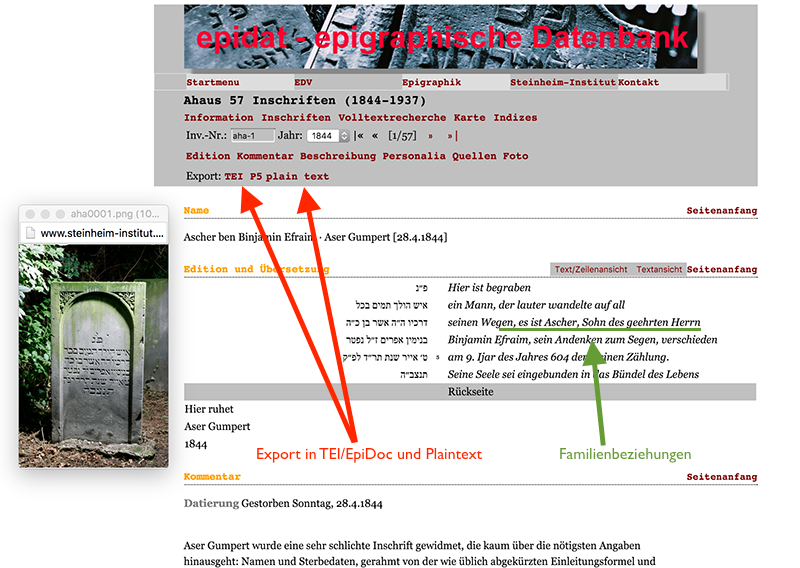 epidat - epigraphische Datenbank
Startmenu EDV Epigraphik Steinheim-Institut Kontakt
Ahaus 57 Inschriften (1844-1937)
Information Inschriften Volltextrecherche Karte Indizes
Inv.-Nr.: aha-1 Jahr: 1844 |« « [1/57] » »|
Edition Kommentar Beschreibung Personalia Quellen Foto
Export: TEI P5 plain text
aha0001.png (10...
www.steinheim-institut....
Name Seitenanfang
Ascher ben Binjamin Efraim · Aser Gumpert [28.4.1844]
Edition und Übersetzung Text/Zeilenansicht Textansicht Seitenanfang
פ״נ Hier ist begraben
איש הולך תמים בכל ein Mann, der lauter wandelte auf all
דרכיו ה״ה אשר בן כ״ה seinen Wegen, es ist Ascher, Sohn des geehrten Herrn
בנימין אפרים ז״ל נפטר Binjamin Efraim, sein Andenken zum Segen, verschieden
ט׳ אייר שנת תר״ד לפ״ק 5 am 9. Ijar des Jahres 604 der kleinen Zählung.
תנצב״ה Seine Seele sei eingebunden in das Bündel des Lebens
Rückseite
Hier ruhet
Aser Gumpert
1844
Export in TEI/EpiDoc und Plaintext
Familienbeziehungen
Kommentar Seitenanfang
Datierung Gestorben Sonntag, 28.4.1844
Aser Gumpert wurde eine sehr schlichte Inschrift gewidmet, die kaum über die nötigsten Angaben
hinausgeht: Namen und Sterbedaten, gerahmt von der wie üblich abgekürzten Einleitungsformel und